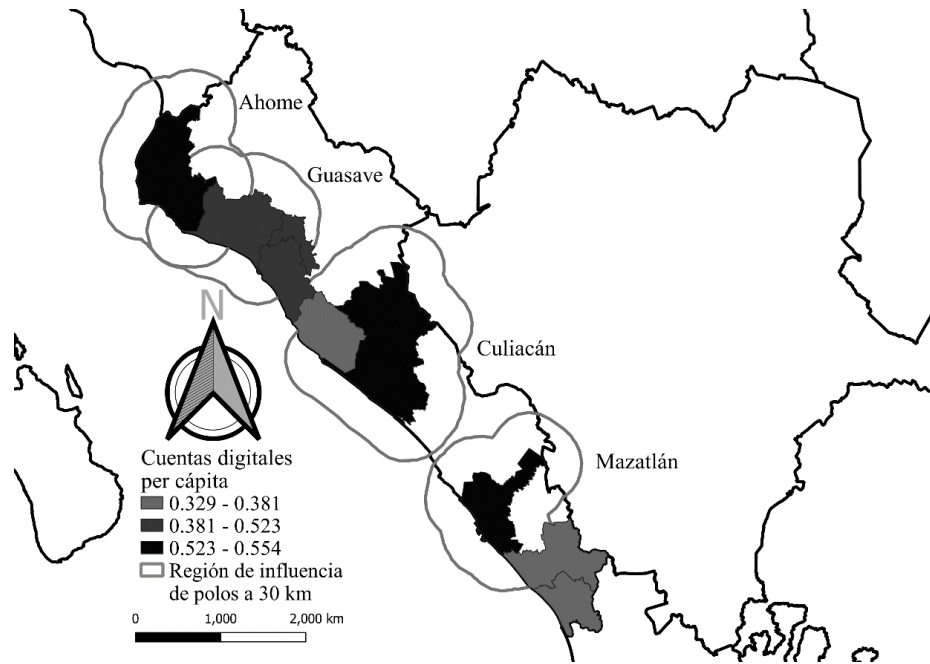 Ahome
Guasave
N
Culiacán
Mazatlán
Cuentas digitales
per cápita
0.329 - 0.381
0.381 - 0.523
0.523 - 0.554
Región de influencia
de polos a 30 km
0 1,000 2,000 km